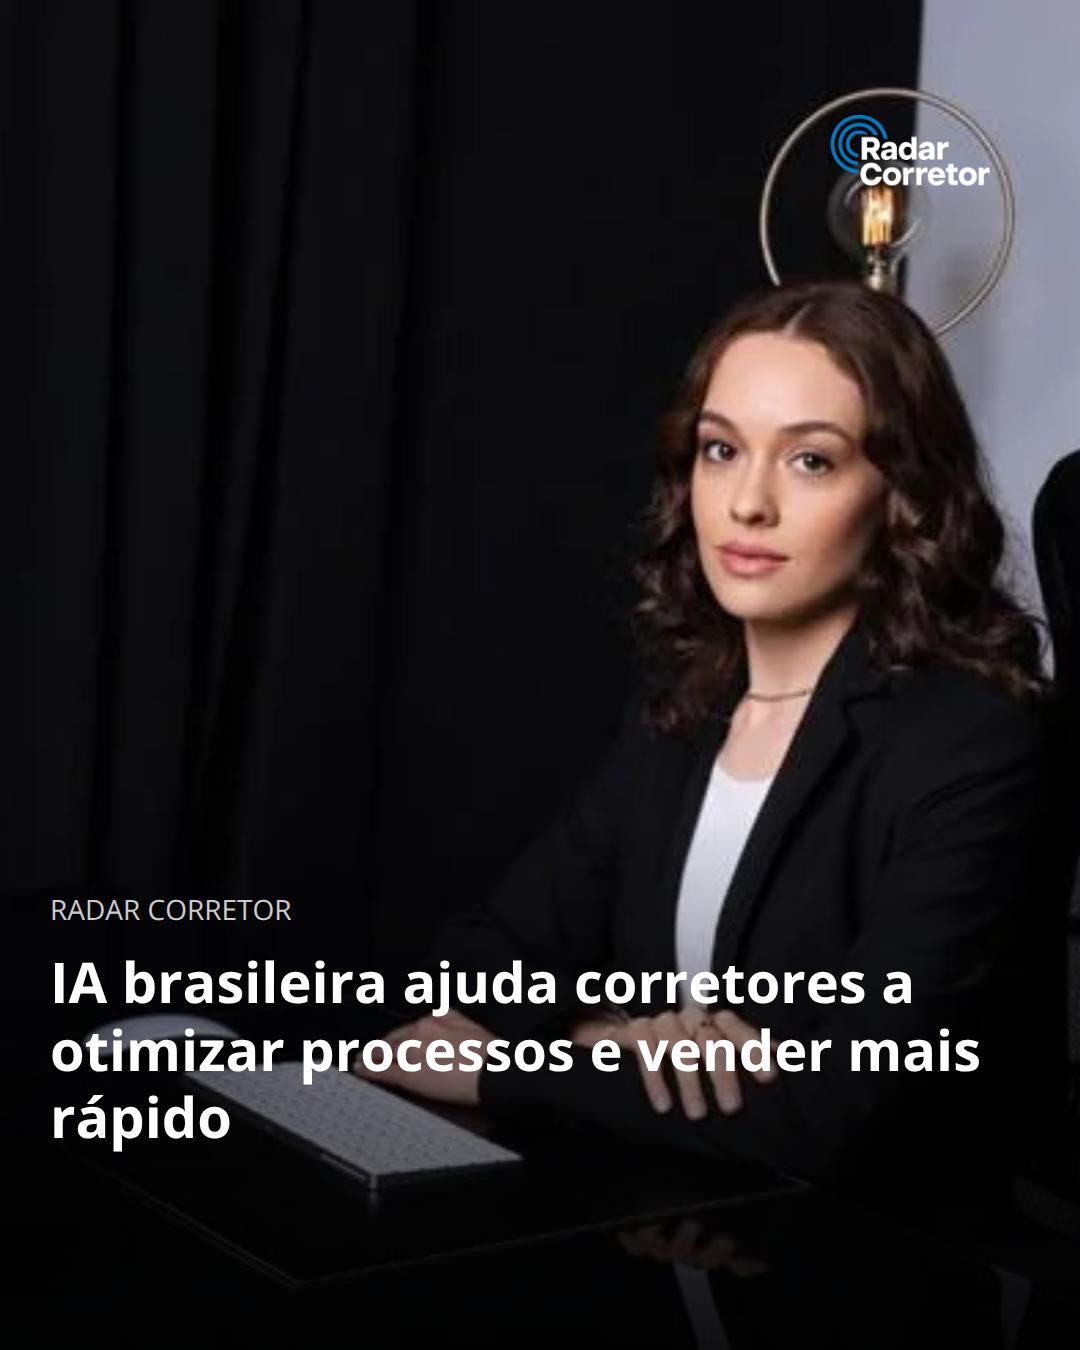 Radar
Corretor
RADAR CORRETOR
IA brasileira ajuda corretores a
otimizar processos e vender mais
rápido